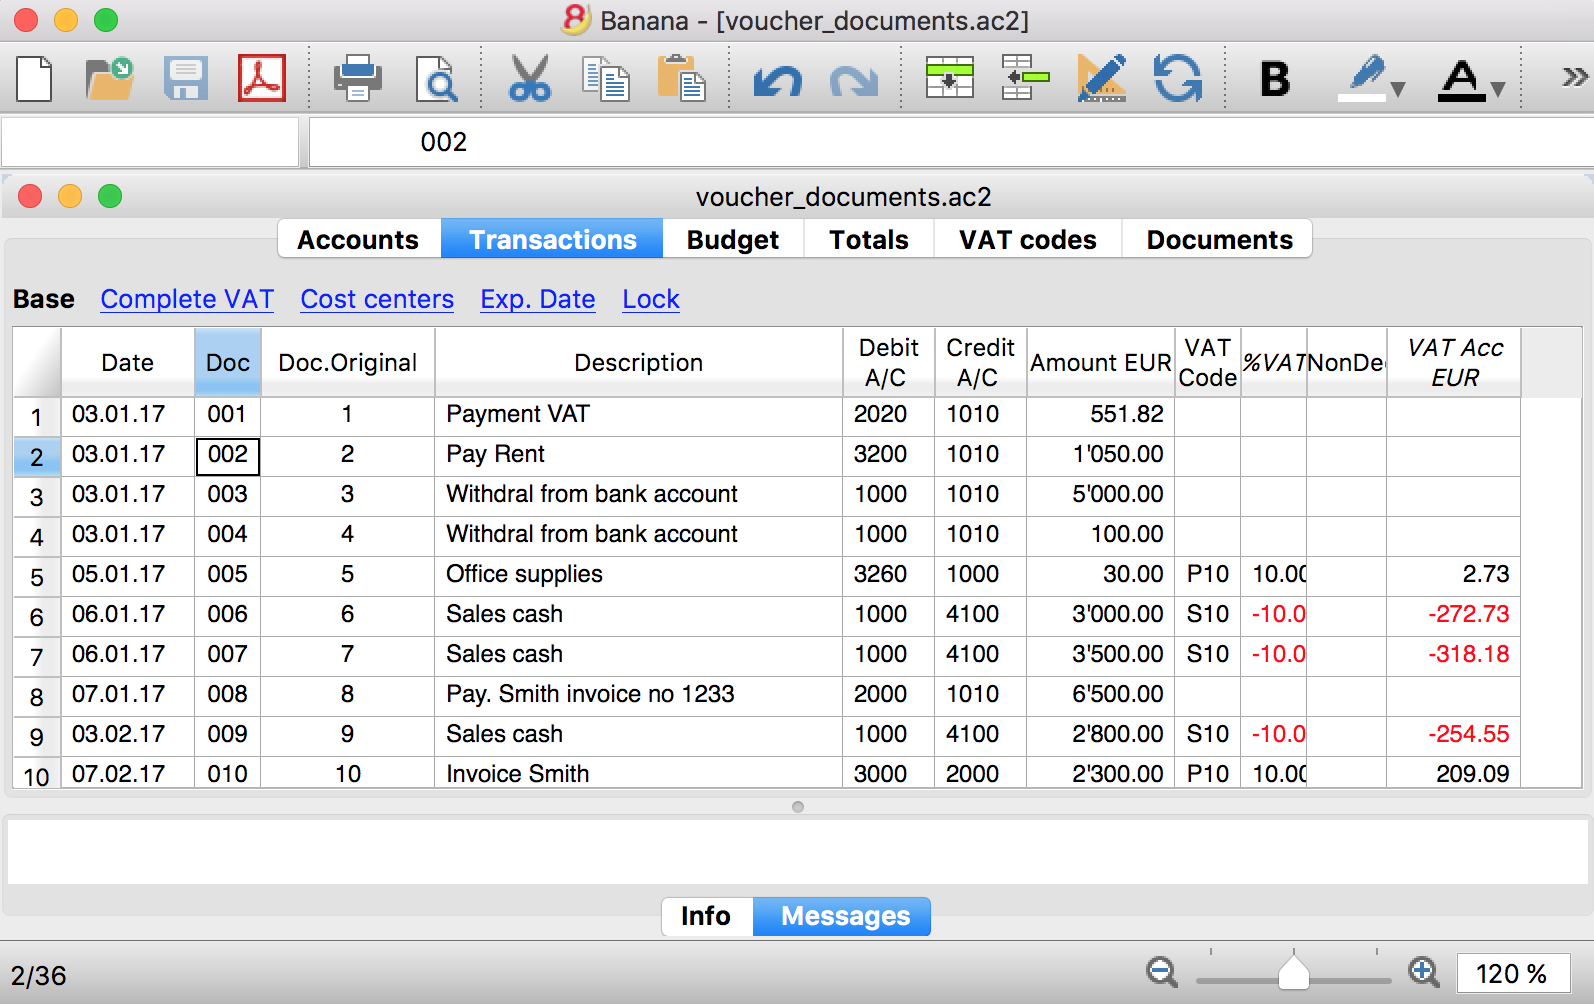 Banana - [voucher_documents.ac2]
B A »
002
voucher_documents.ac2
Accounts Transactions Budget Totals VAT codes Documents
Base Complete VAT Cost centers Exp. Date Lock
Date Doc Doc.Original Description Debit A/C Credit A/C Amount EUR VAT Code %VAT NonDe VAT Acc EUR
1 03.01.17 001 1 Payment VAT 2020 1010 551.82
2 03.01.17 002 2 Pay Rent 3200 1010 1'050.00
3 03.01.17 003 3 Withdral from bank account 1000 1010 5'000.00
4 03.01.17 004 4 Withdral from bank account 1000 1010 100.00
5 05.01.17 005 5 Office supplies 3260 1000 30.00 P10 10.00 2.73
6 06.01.17 006 6 Sales cash 1000 4100 3'000.00 S10 -10.0 -272.73
7 06.01.17 007 7 Sales cash 1000 4100 3'500.00 S10 -10.0 -318.18
8 07.01.17 008 8 Pay. Smith invoice no 1233 2000 1010 6'500.00
9 03.02.17 009 9 Sales cash 1000 4100 2'800.00 S10 -10.0 -254.55
10 07.02.17 010 10 Invoice Smith 3000 2000 2'300.00 P10 10.00 209.09
Info Messages
2/36 120 %